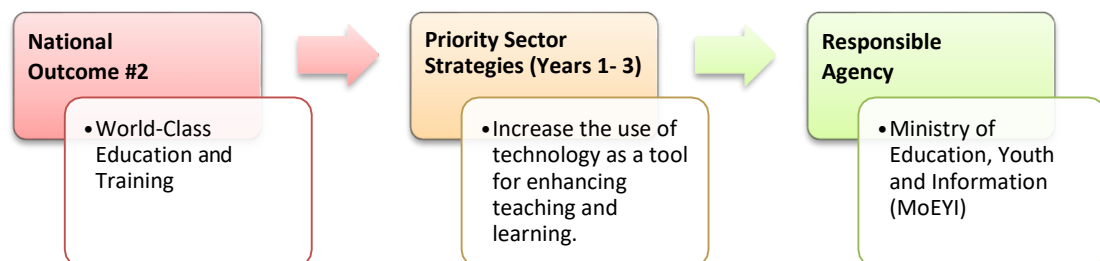 National
Outcome #2
•World-Class
Education and
Training
Priority Sector
Strategies (Years 1- 3)
•Increase the use of
technology as a tool
for enhancing
teaching and
learning.
Responsible
Agency
•Ministry of
Education, Youth
and Information
(MoEYI)